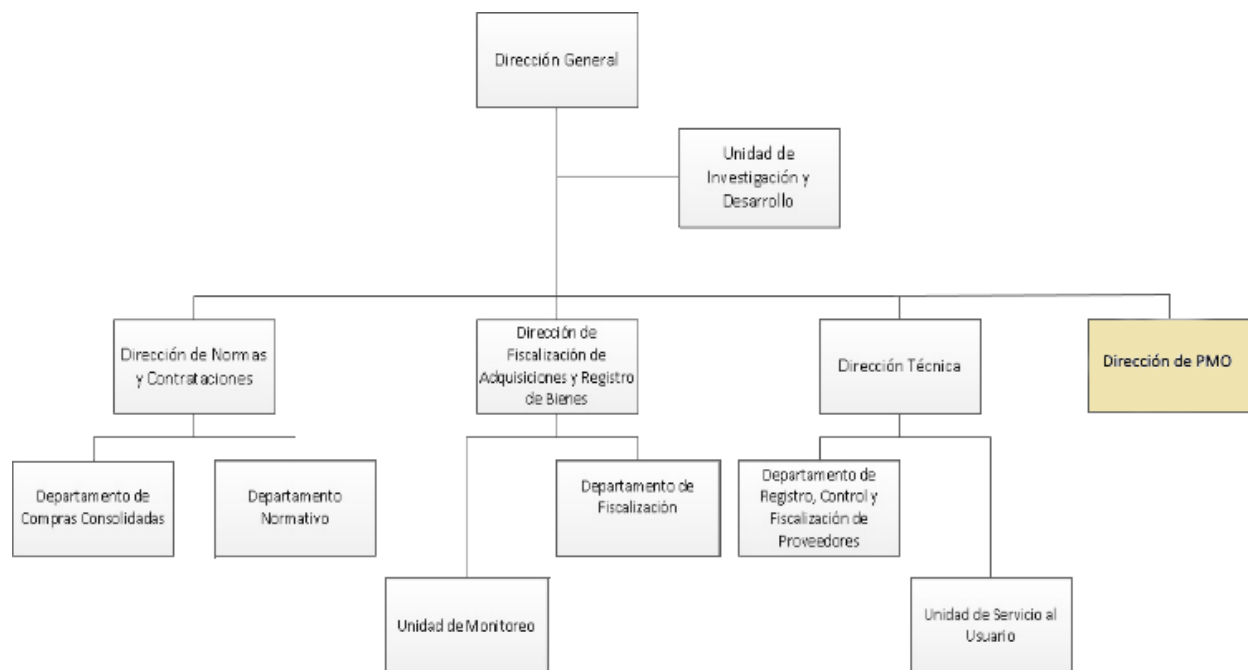 Dirección General
Unidad de
Investigación y
Desarrollo
Dirección de Normas
y Contrataciones
Dirección de
Fiscalización de
Adquisiciones y Registro
de Bienes
Dirección Técnica
Dirección de PMO
Departamento de
Compras Consolidadas
Departamento
Normativo
Departamento de
Fiscalización
Departamento de
Registro, Control y
Fiscalización de
Proveedores
Unidad de Monitoreo
Unidad de Servicio al
Usuario